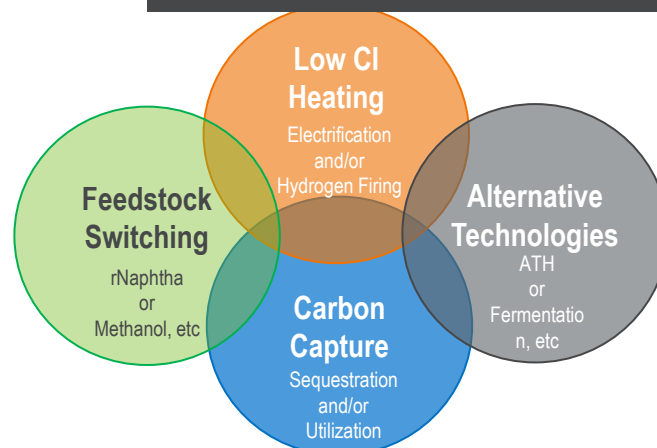 Low CI
Heating
Electrification
and/or
Hydrogen Firing
Feedstock
Switching
rNaphtha
or
Methanol, etc
Alternative
Technologies
ATH
or
Fermentatio
n, etc
Carbon
Capture
Sequestration
and/or
Utilization